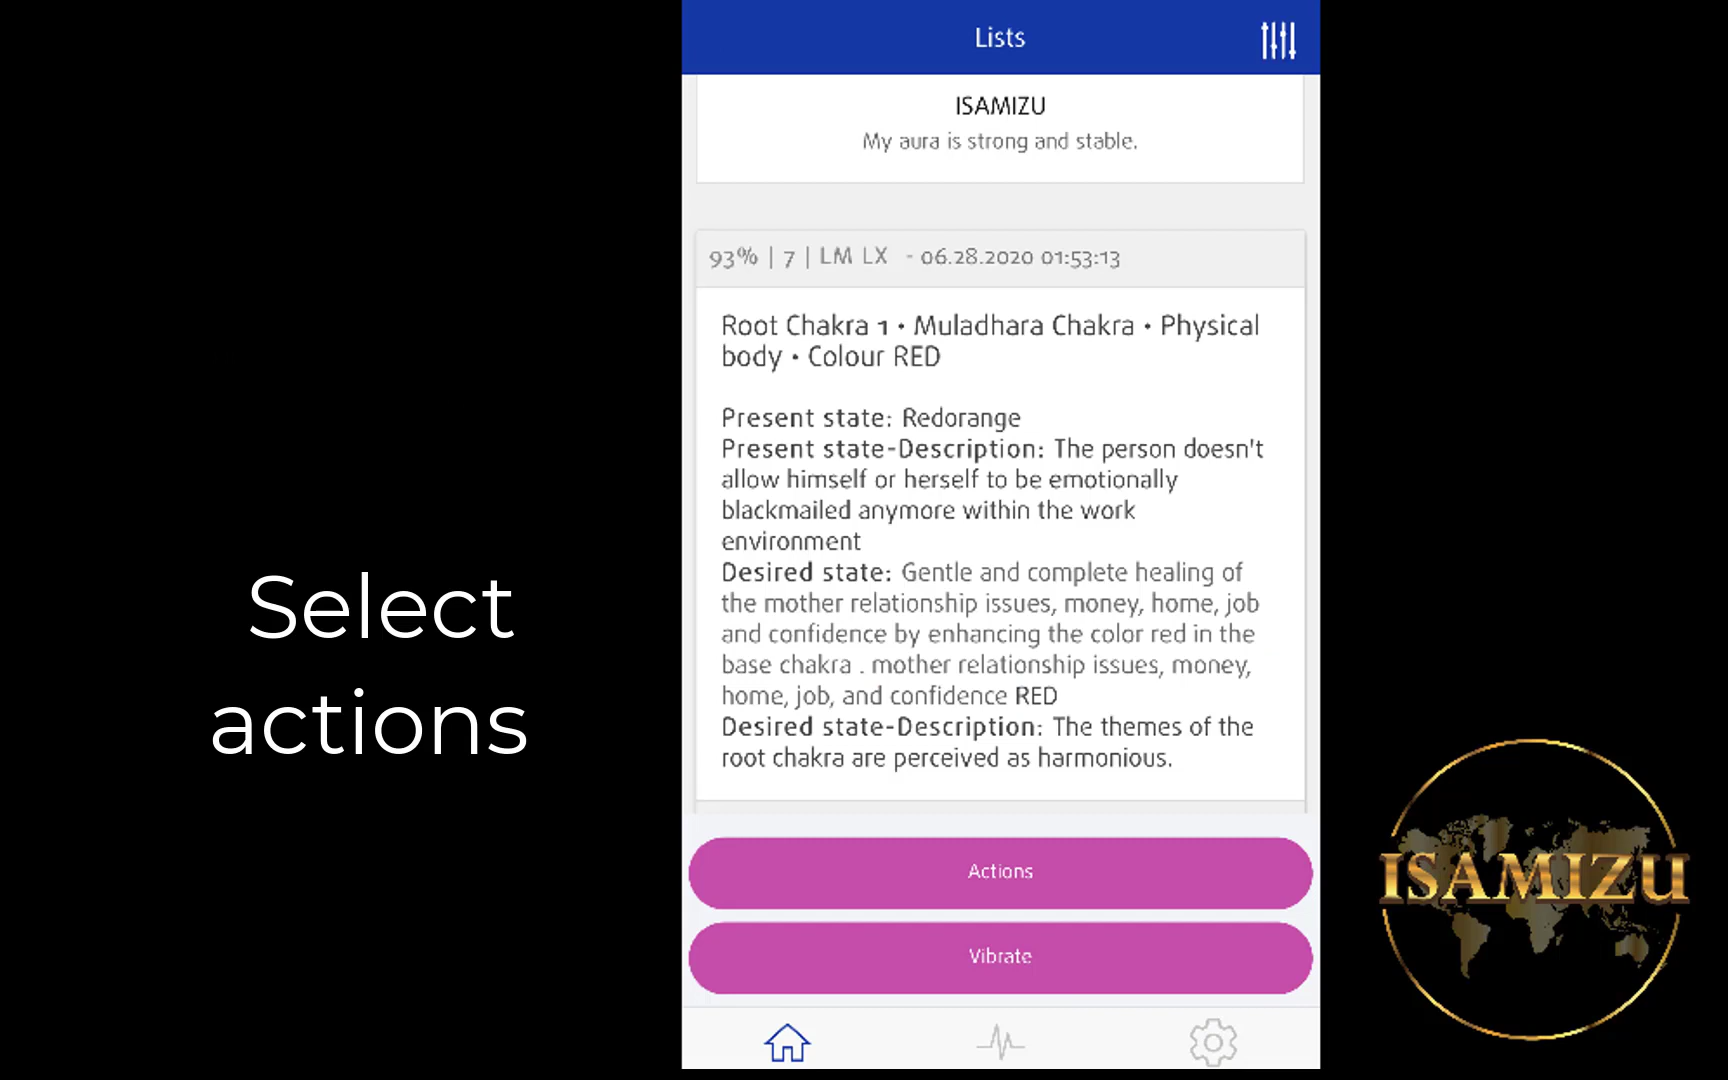 Lists
ISAMIZU
My aura is strong and stable.
93% | 7 | LM LX - 06.28.2020 01:53:13
Root Chakra 1 • Muladhara Chakra • Physical
body • Colour RED
Present state: Redorange
Present state-Description: The person doesn't
allow himself or herself to be emotionally
blackmailed anymore within the work
environment
Desired state: Gentle and complete healing of
the mother relationship issues, money, home, job
and confidence by enhancing the color red in the
base chakra . mother relationship issues, money,
home, job, and confidence RED
Desired state-Description: The themes of the
root chakra are perceived as harmonious.
Actions
Vibrate
Select
actions
ISAMIZU